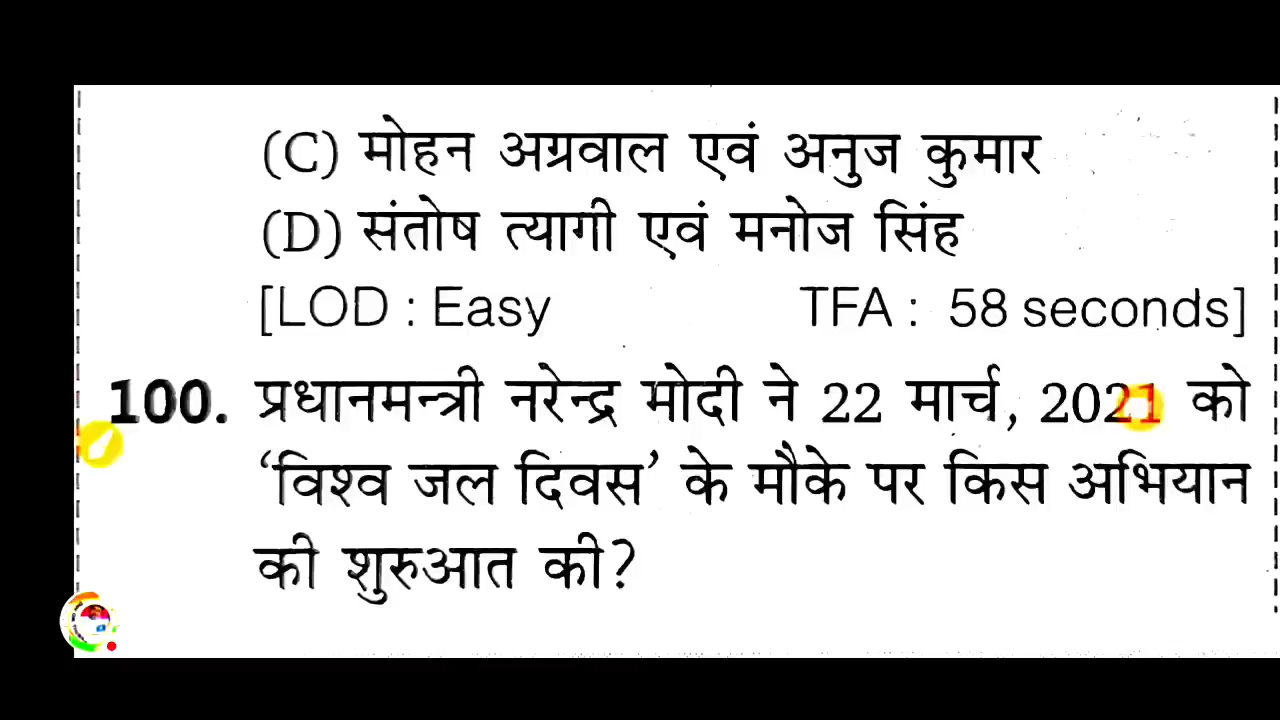 (C) मोहन अग्रवाल एवं अनुज कुमार
(D) संतोष त्यागी एवं मनोज सिंह
[LOD : Easy TFA : 58 seconds]
100. प्रधानमन्त्री नरेन्द्र मोदी ने 22 मार्च, 2021 को
‘विश्व जल दिवस’ के मौके पर किस अभियान
की शुरुआत की?